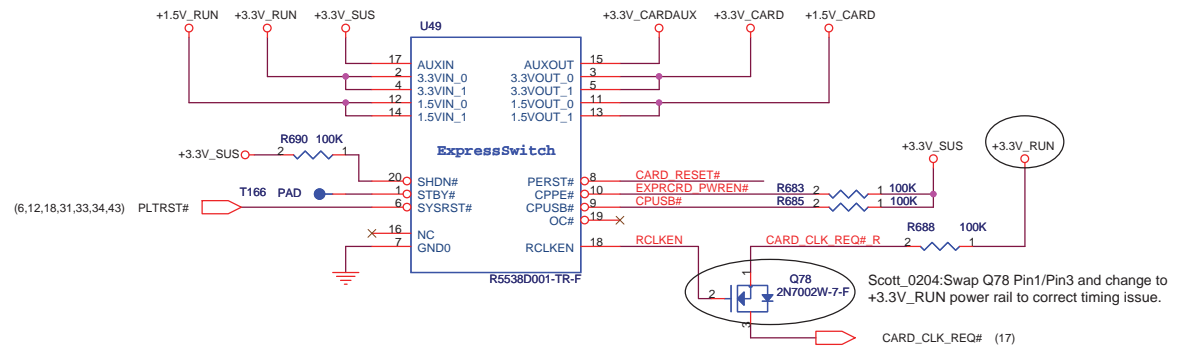 +1.5V_RUN +3.3V_RUN +3.3V_SUS +3.3V_CARDAUX +3.3V_CARD +1.5V_CARD
U49
17 AUXIN AUXOUT 15
2 3.3VIN_0 3.3VOUT_0 3
4 3.3VIN_1 3.3VOUT_1 5
12 1.5VIN_0 1.5VOUT_0 11
14 1.5VIN_1 1.5VOUT_1 13
R690 100K
+3.3V_SUS 2 1
ExpressSwitch
+3.3V_SUS +3.3V_RUN
20 SHDN# PERST# 8 CARD_RESET#
T166 PAD 1 STBY# CPPE# 10 EXPRCRD_PWREN# R683 2 1 100K
(6,12,18,31,33,34,43) PLTRST# 6 SYSRST# CPUSB# 9 CPUSB# R685 2 1 100K
OC# 19
16 NC
7 GND0 RCLKEN 18 RCLKEN CARD_CLK_REQ#_R R688 2 1 100K
R5538D001-TR-F
1
2
3
Q78
2N7002W-7-F
Scott_0204:Swap Q78 Pin1/Pin3 and change to
+3.3V_RUN power rail to correct timing issue.
CARD_CLK_REQ# (17)